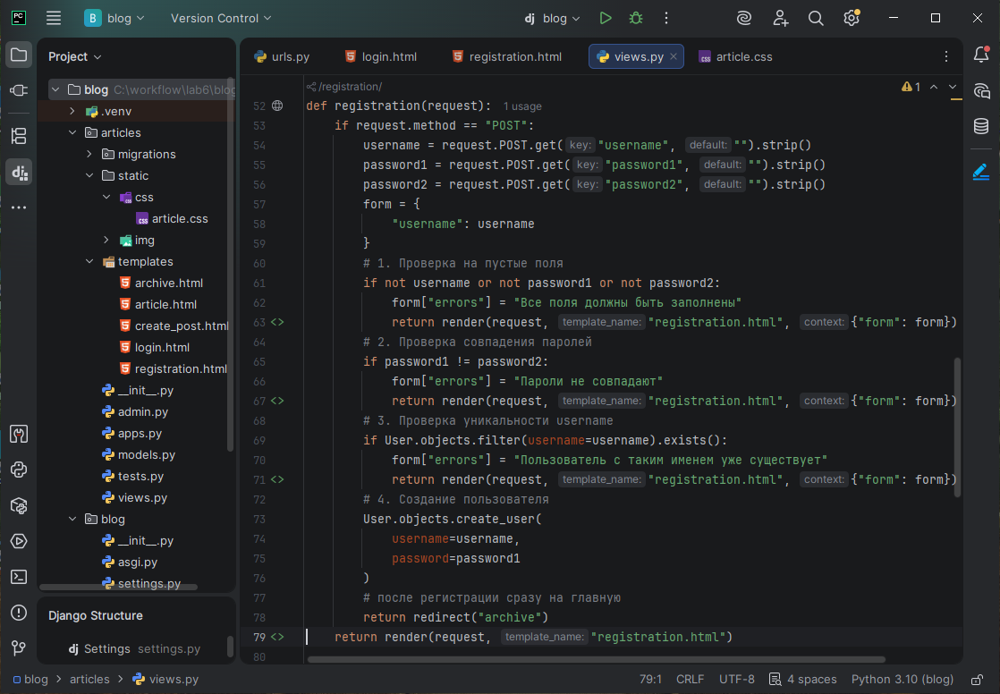 PC
B blog
Version Control
dj blog
Project
blog C:\workflow\lab6\blog
.venv
articles
migrations
static
css
article.css
img
templates
archive.html
article.html
create_post.html
login.html
registration.html
__init__.py
admin.py
apps.py
models.py
tests.py
views.py
blog
__init__.py
asgi.py
settings.py
Django Structure
dj Settings settings.py
urls.py
login.html
registration.html
views.py
article.css
/registration/
1
52 def registration(request): 1 usage
53 if request.method == "POST":
54 username = request.POST.get( key: "username", default: "").strip()
55 password1 = request.POST.get( key: "password1", default: "").strip()
56 password2 = request.POST.get( key: "password2", default: "").strip()
57 form = {
58 "username": username
59 }
60 # 1. Проверка на пустые поля
61 if not username or not password1 or not password2:
62 form["errors"] = "Все поля должны быть заполнены"
63 return render(request, template_name: "registration.html", context: {"form": form})
64 # 2. Проверка совпадения паролей
65 if password1 != password2:
66 form["errors"] = "Пароли не совпадают"
67 return render(request, template_name: "registration.html", context: {"form": form})
68 # 3. Проверка уникальности username
69 if User.objects.filter(username=username).exists():
70 form["errors"] = "Пользователь с таким именем уже существует"
71 return render(request, template_name: "registration.html", context: {"form": form})
72 # 4. Создание пользователя
73 User.objects.create_user(
74 username=username,
75 password=password1
76 )
77 # после регистрации сразу на главную
78 return redirect("archive")
79 return render(request, template_name: "registration.html")
80
blog > articles > views.py
79:1 CRLF UTF-8 4 spaces Python 3.10 (blog)